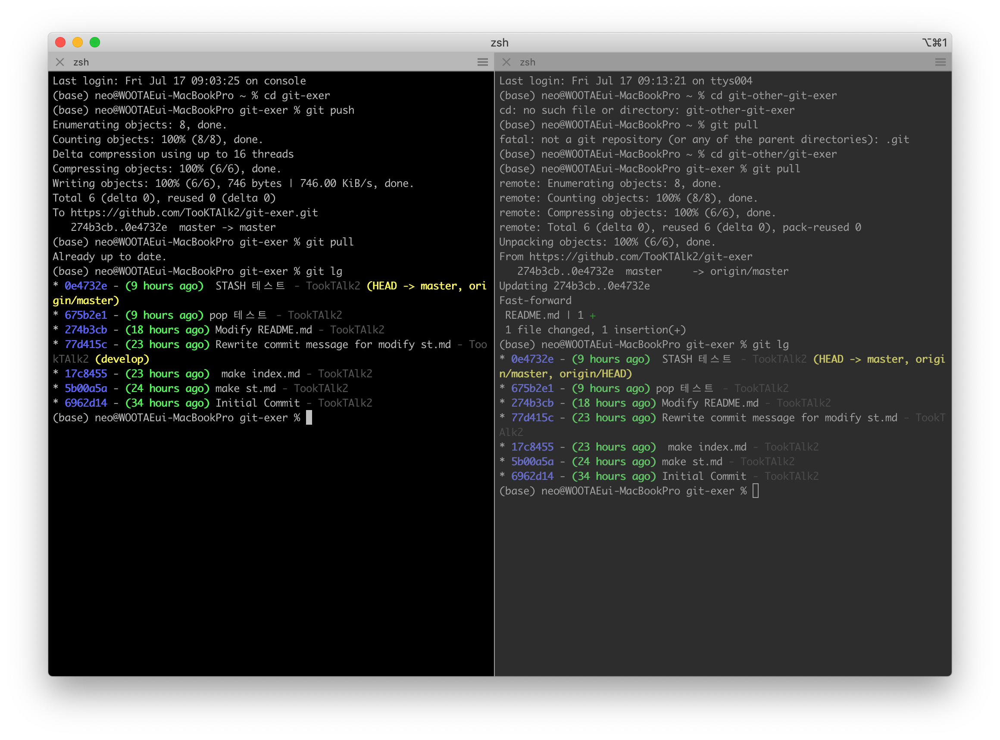 zsh
⌥⌘1
zsh
Last login: Fri Jul 17 09:03:25 on console
(base) neo@WOOTAEui-MacBookPro ~ % cd git-exer
(base) neo@WOOTAEui-MacBookPro git-exer % git push
Enumerating objects: 8, done.
Counting objects: 100% (8/8), done.
Delta compression using up to 16 threads
Compressing objects: 100% (6/6), done.
Writing objects: 100% (6/6), 746 bytes | 746.00 KiB/s, done.
Total 6 (delta 0), reused 0 (delta 0)
To https://github.com/TooKTAlk2/git-exer.git
   274b3cb..0e4732e  master -> master
(base) neo@WOOTAEui-MacBookPro git-exer % git pull
Already up to date.
(base) neo@WOOTAEui-MacBookPro git-exer % git lg
* 0e4732e - (9 hours ago)  STASH 테스트 - TookTAlk2 (HEAD -> master, ori
gin/master)
* 675b2e1 - (9 hours ago) pop 테스트 - TookTAlk2
* 274b3cb - (18 hours ago) Modify README.md - TookTAlk2
* 77d415c - (23 hours ago) Rewrite commit message for modify st.md - Too
kTAlk2 (develop)
* 17c8455 - (23 hours ago)  make index.md - TookTAlk2
* 5b00a5a - (24 hours ago) make st.md - TookTAlk2
* 6962d14 - (34 hours ago) Initial Commit - TookTAlk2
(base) neo@WOOTAEui-MacBookPro git-exer %
zsh
Last login: Fri Jul 17 09:13:21 on ttys004
(base) neo@WOOTAEui-MacBookPro ~ % cd git-other-git-exer
cd: no such file or directory: git-other-git-exer
(base) neo@WOOTAEui-MacBookPro ~ % git pull
fatal: not a git repository (or any of the parent directories): .git
(base) neo@WOOTAEui-MacBookPro ~ % cd git-other/git-exer
(base) neo@WOOTAEui-MacBookPro git-exer % git pull
remote: Enumerating objects: 8, done.
remote: Counting objects: 100% (8/8), done.
remote: Compressing objects: 100% (6/6), done.
remote: Total 6 (delta 0), reused 6 (delta 0), pack-reused 0
Unpacking objects: 100% (6/6), done.
From https://github.com/TooKTAlk2/git-exer
   274b3cb..0e4732e  master     -> origin/master
Updating 274b3cb..0e4732e
Fast-forward
 README.md | 1 +
 1 file changed, 1 insertion(+)
(base) neo@WOOTAEui-MacBookPro git-exer % git lg
* 0e4732e - (9 hours ago)  STASH 테스트 - TookTAlk2 (HEAD -> master, origi
n/master, origin/HEAD)
* 675b2e1 - (9 hours ago) pop 테스트 - TookTAlk2
* 274b3cb - (18 hours ago) Modify README.md - TookTAlk2
* 77d415c - (23 hours ago) Rewrite commit message for modify st.md - TookT
Alk2
* 17c8455 - (23 hours ago)  make index.md - TookTAlk2
* 5b00a5a - (24 hours ago) make st.md - TookTAlk2
* 6962d14 - (34 hours ago) Initial Commit - TookTAlk2
(base) neo@WOOTAEui-MacBookPro git-exer %